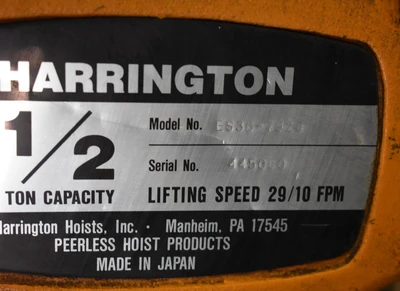 HARRINGTON
1/2
TON CAPACITY
Model No.
Serial No.
LIFTING SPEED 29/10 FPM
Harrington Hoists, Inc. · Manheim, PA 17545
PEERLESS HOIST PRODUCTS
MADE IN JAPAN